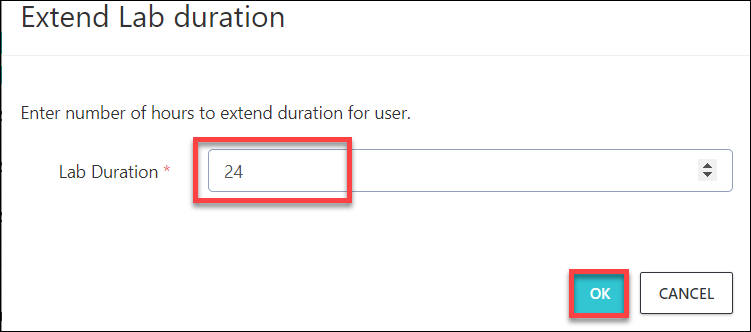 Extend Lab duration
Enter number of hours to extend duration for user.
Lab Duration *
24
OK
CANCEL